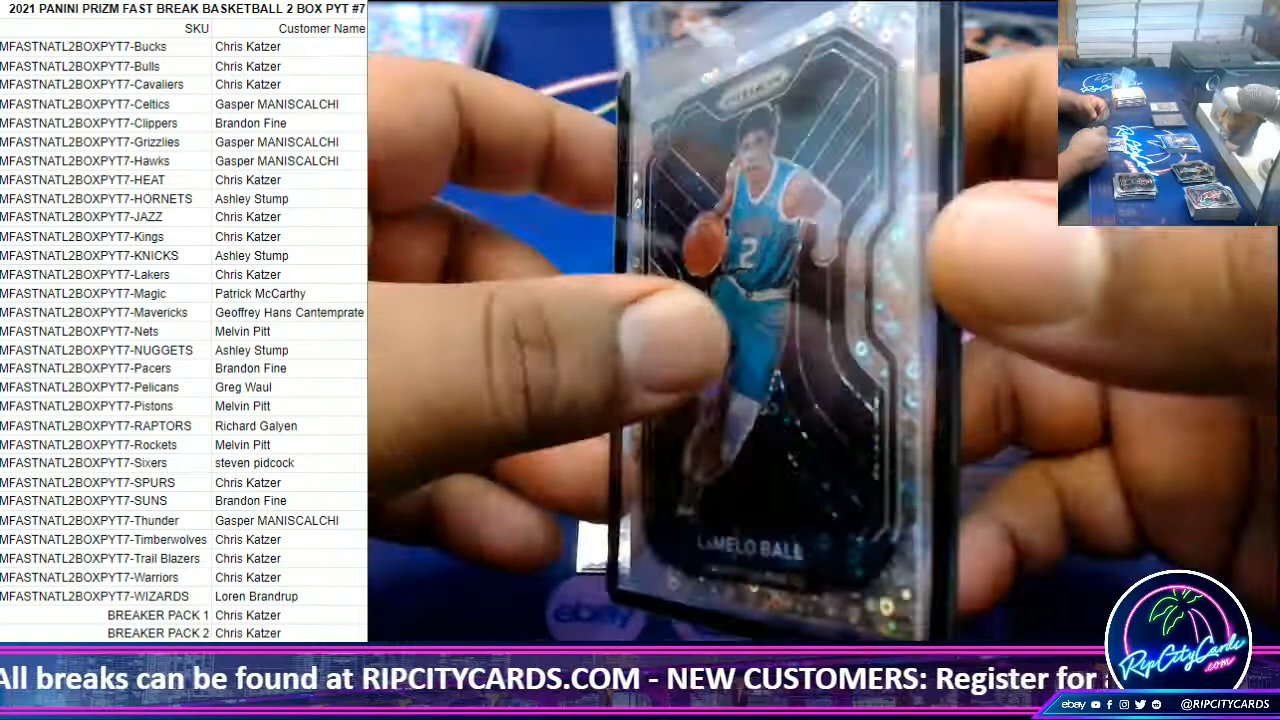 2021 PANINI PRIZM FAST BREAK BASKETBALL 2 BOX PYT #7
SKU Customer Name
MFASTNATL2BOXPYT7-Bucks Chris Katzer
MFASTNATL2BOXPYT7-Bulls Chris Katzer
MFASTNATL2BOXPYT7-Cavaliers Chris Katzer
MFASTNATL2BOXPYT7-Celtics Gasper MANISCALCHI
MFASTNATL2BOXPYT7-Clippers Brandon Fine
MFASTNATL2BOXPYT7-Grizzlies Gasper MANISCALCHI
MFASTNATL2BOXPYT7-Hawks Gasper MANISCALCHI
MFASTNATL2BOXPYT7-HEAT Chris Katzer
MFASTNATL2BOXPYT7-HORNETS Ashley Stump
MFASTNATL2BOXPYT7-JAZZ Chris Katzer
MFASTNATL2BOXPYT7-Kings Chris Katzer
MFASTNATL2BOXPYT7-KNICKS Ashley Stump
MFASTNATL2BOXPYT7-Lakers Chris Katzer
MFASTNATL2BOXPYT7-Magic Patrick McCarthy
MFASTNATL2BOXPYT7-Mavericks Geoffrey Hans Cantemprate
MFASTNATL2BOXPYT7-Nets Melvin Pitt
MFASTNATL2BOXPYT7-NUGGETS Ashley Stump
MFASTNATL2BOXPYT7-Pacers Brandon Fine
MFASTNATL2BOXPYT7-Pelicans Greg Waul
MFASTNATL2BOXPYT7-Pistons Melvin Pitt
MFASTNATL2BOXPYT7-RAPTORS Richard Galyen
MFASTNATL2BOXPYT7-Rockets Melvin Pitt
MFASTNATL2BOXPYT7-Sixers steven pidcock
MFASTNATL2BOXPYT7-SPURS Chris Katzer
MFASTNATL2BOXPYT7-SUNS Brandon Fine
MFASTNATL2BOXPYT7-Thunder Gasper MANISCALCHI
MFASTNATL2BOXPYT7-Timberwolves Chris Katzer
MFASTNATL2BOXPYT7-Trail Blazers Chris Katzer
MFASTNATL2BOXPYT7-Warriors Chris Katzer
MFASTNATL2BOXPYT7-WIZARDS Loren Brandrup
BREAKER PACK 1 Chris Katzer
BREAKER PACK 2 Chris Katzer
2
LaMELO BALL
ebay
All breaks can be found at RIPCITYCARDS.COM - NEW CUSTOMERS: Register for
RipCityCards
.com
ebay @RIPCITYCARDS